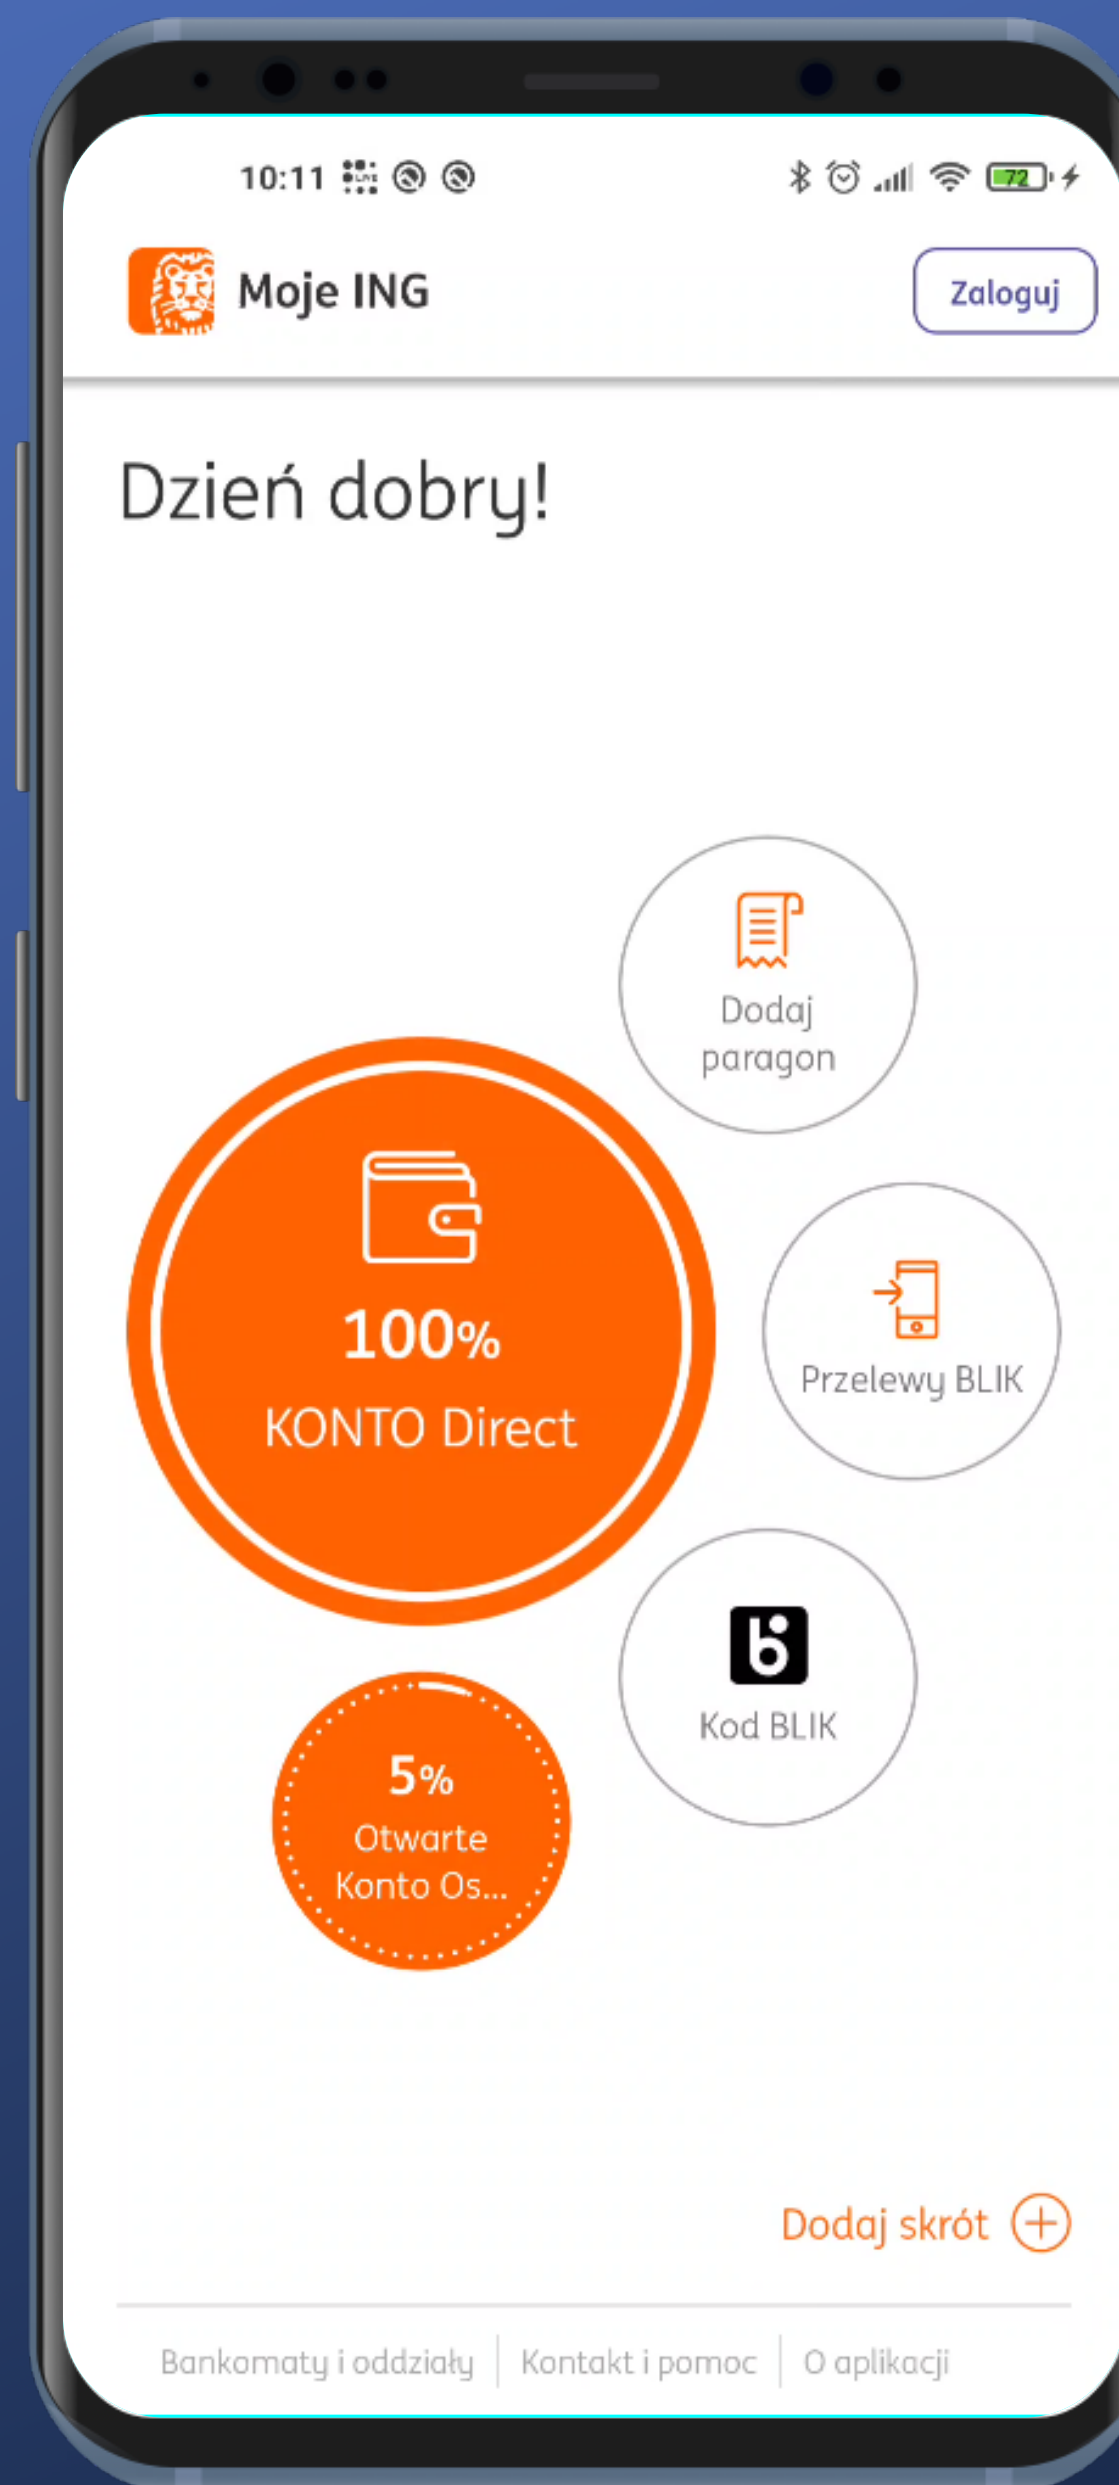 10:11
72
Moje ING
Zaloguj
Dzień dobry!
Dodaj
paragon
100%
KONTO Direct
Przelewy BLIK
Kod BLIK
5%
Otwarte
Konto Os...
Dodaj skrót
Bankomaty i oddziały
Kontakt i pomoc
O aplikacji